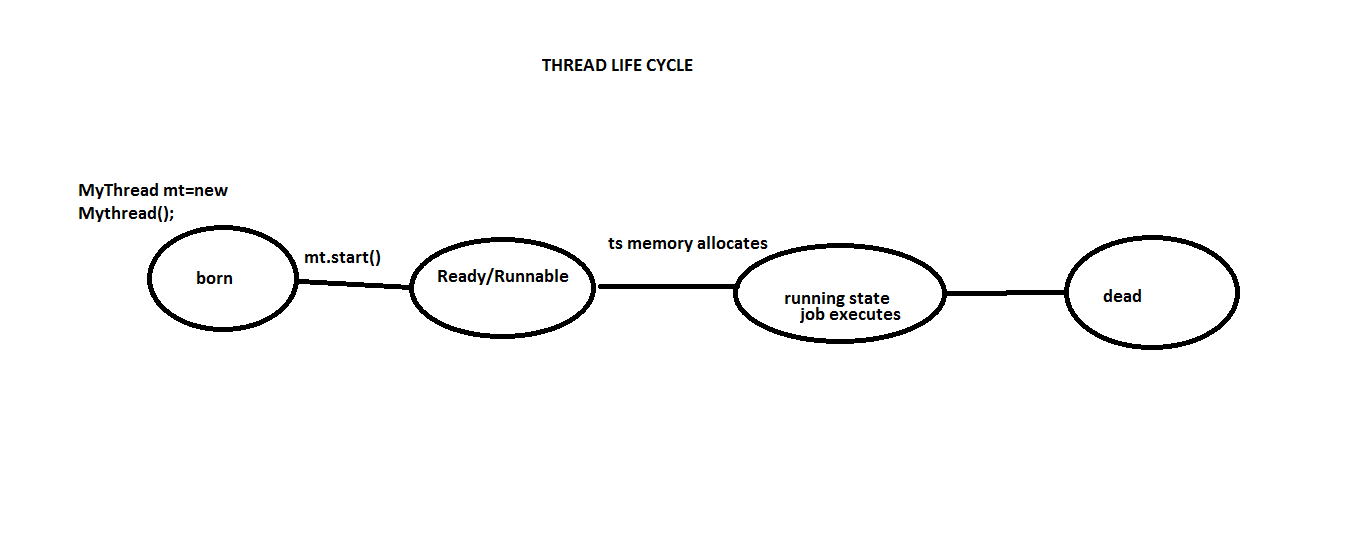 THREAD LIFE CYCLE
MyThread mt=new
Mythread();
born
mt.start()
Ready/Runnable
ts memory allocates
running state
job executes
dead